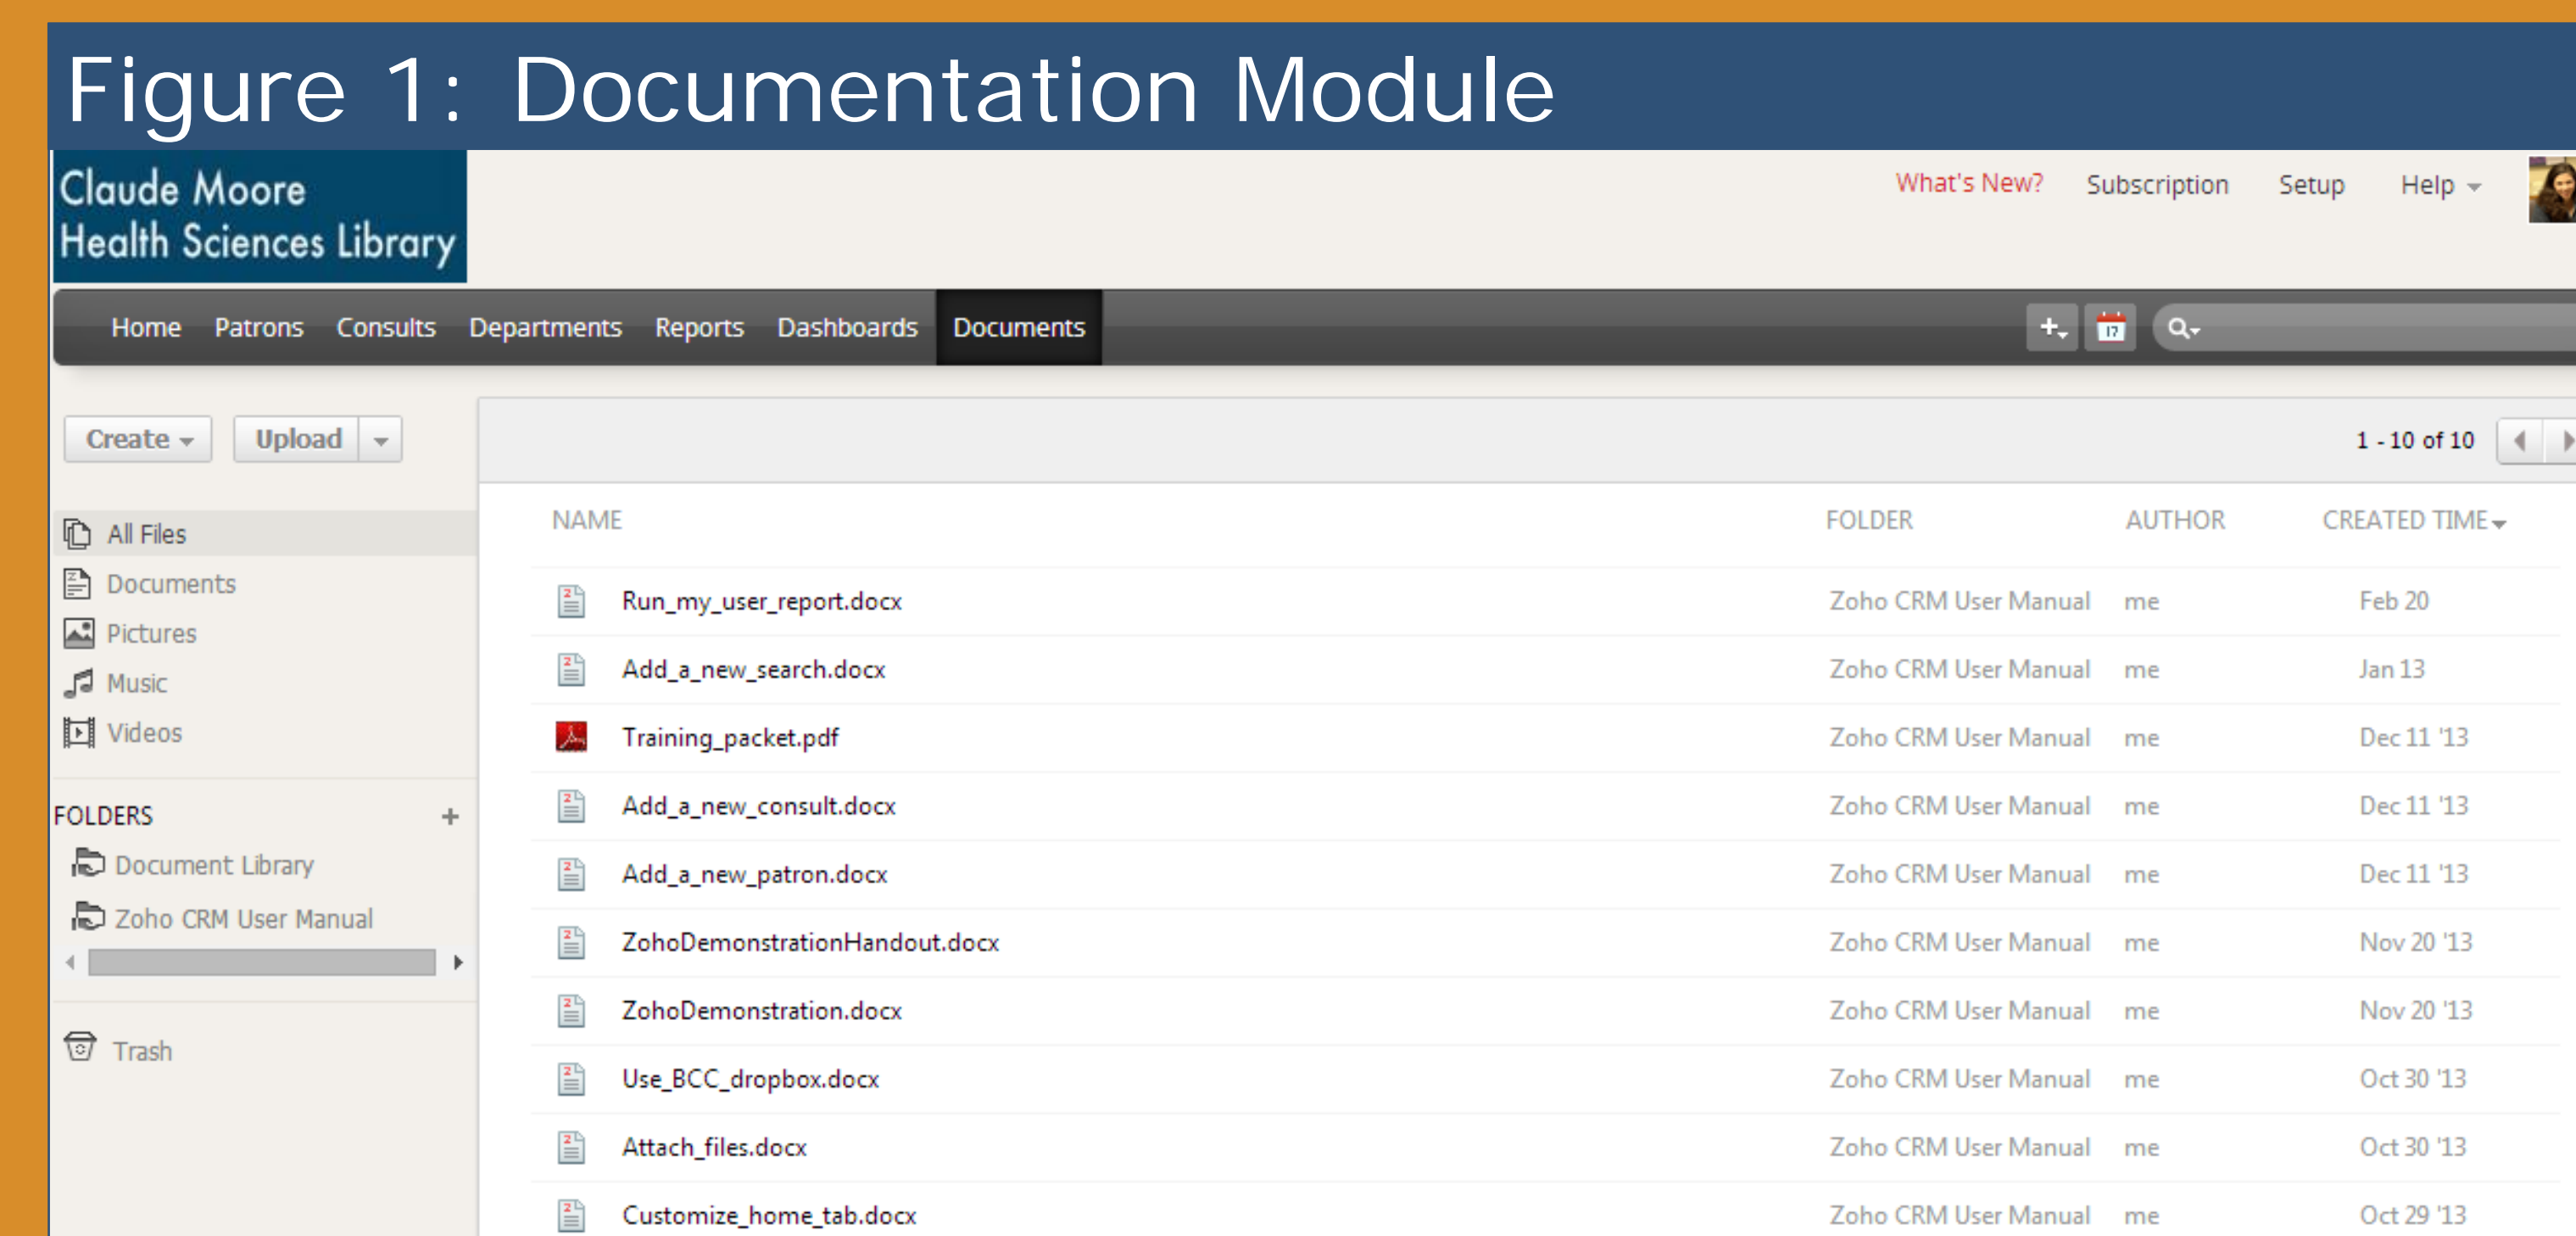 Figure 1: Documentation Module
Claude Moore
Health Sciences Library
What's New? Subscription Setup Help
Home Patrons Consults Departments Reports Dashboards Documents
17
Create Upload
1 - 10 of 10
All Files
Documents
Pictures
Music
Videos
FOLDERS +
Document Library
Zoho CRM User Manual
Trash
NAME FOLDER AUTHOR CREATED TIME
Run_my_user_report.docx Zoho CRM User Manual me Feb 20
Add_a_new_search.docx Zoho CRM User Manual me Jan 13
Training_packet.pdf Zoho CRM User Manual me Dec 11 '13
Add_a_new_consult.docx Zoho CRM User Manual me Dec 11 '13
Add_a_new_patron.docx Zoho CRM User Manual me Dec 11 '13
ZohoDemonstrationHandout.docx Zoho CRM User Manual me Nov 20 '13
ZohoDemonstration.docx Zoho CRM User Manual me Nov 20 '13
Use_BCC_dropbox.docx Zoho CRM User Manual me Oct 30 '13
Attach_files.docx Zoho CRM User Manual me Oct 30 '13
Customize_home_tab.docx Zoho CRM User Manual me Oct 29 '13